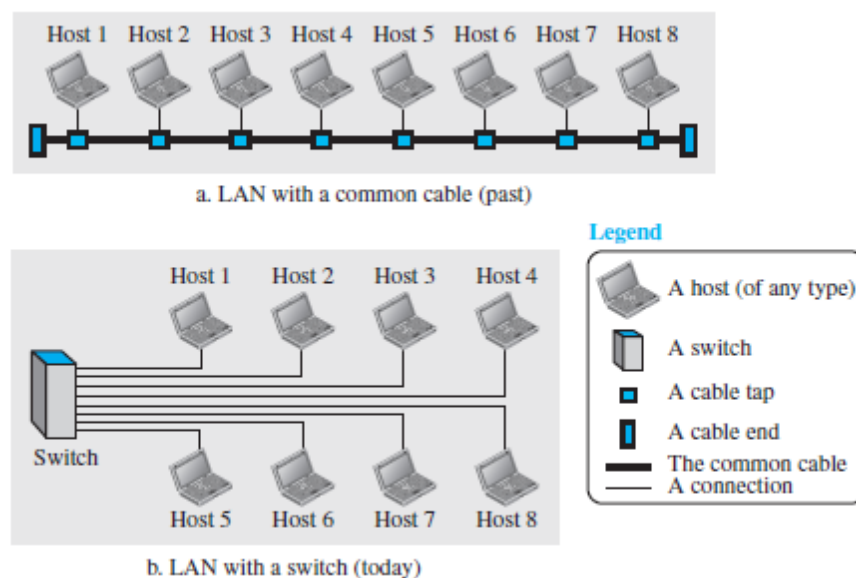 Host 1 Host 2 Host 3 Host 4 Host 5 Host 6 Host 7 Host 8
a. LAN with a common cable (past)
Legend
A host (of any type)
A switch
A cable tap
A cable end
The common cable
A connection
Host 1 Host 2 Host 3 Host 4
Switch
Host 5 Host 6 Host 7 Host 8
b. LAN with a switch (today)